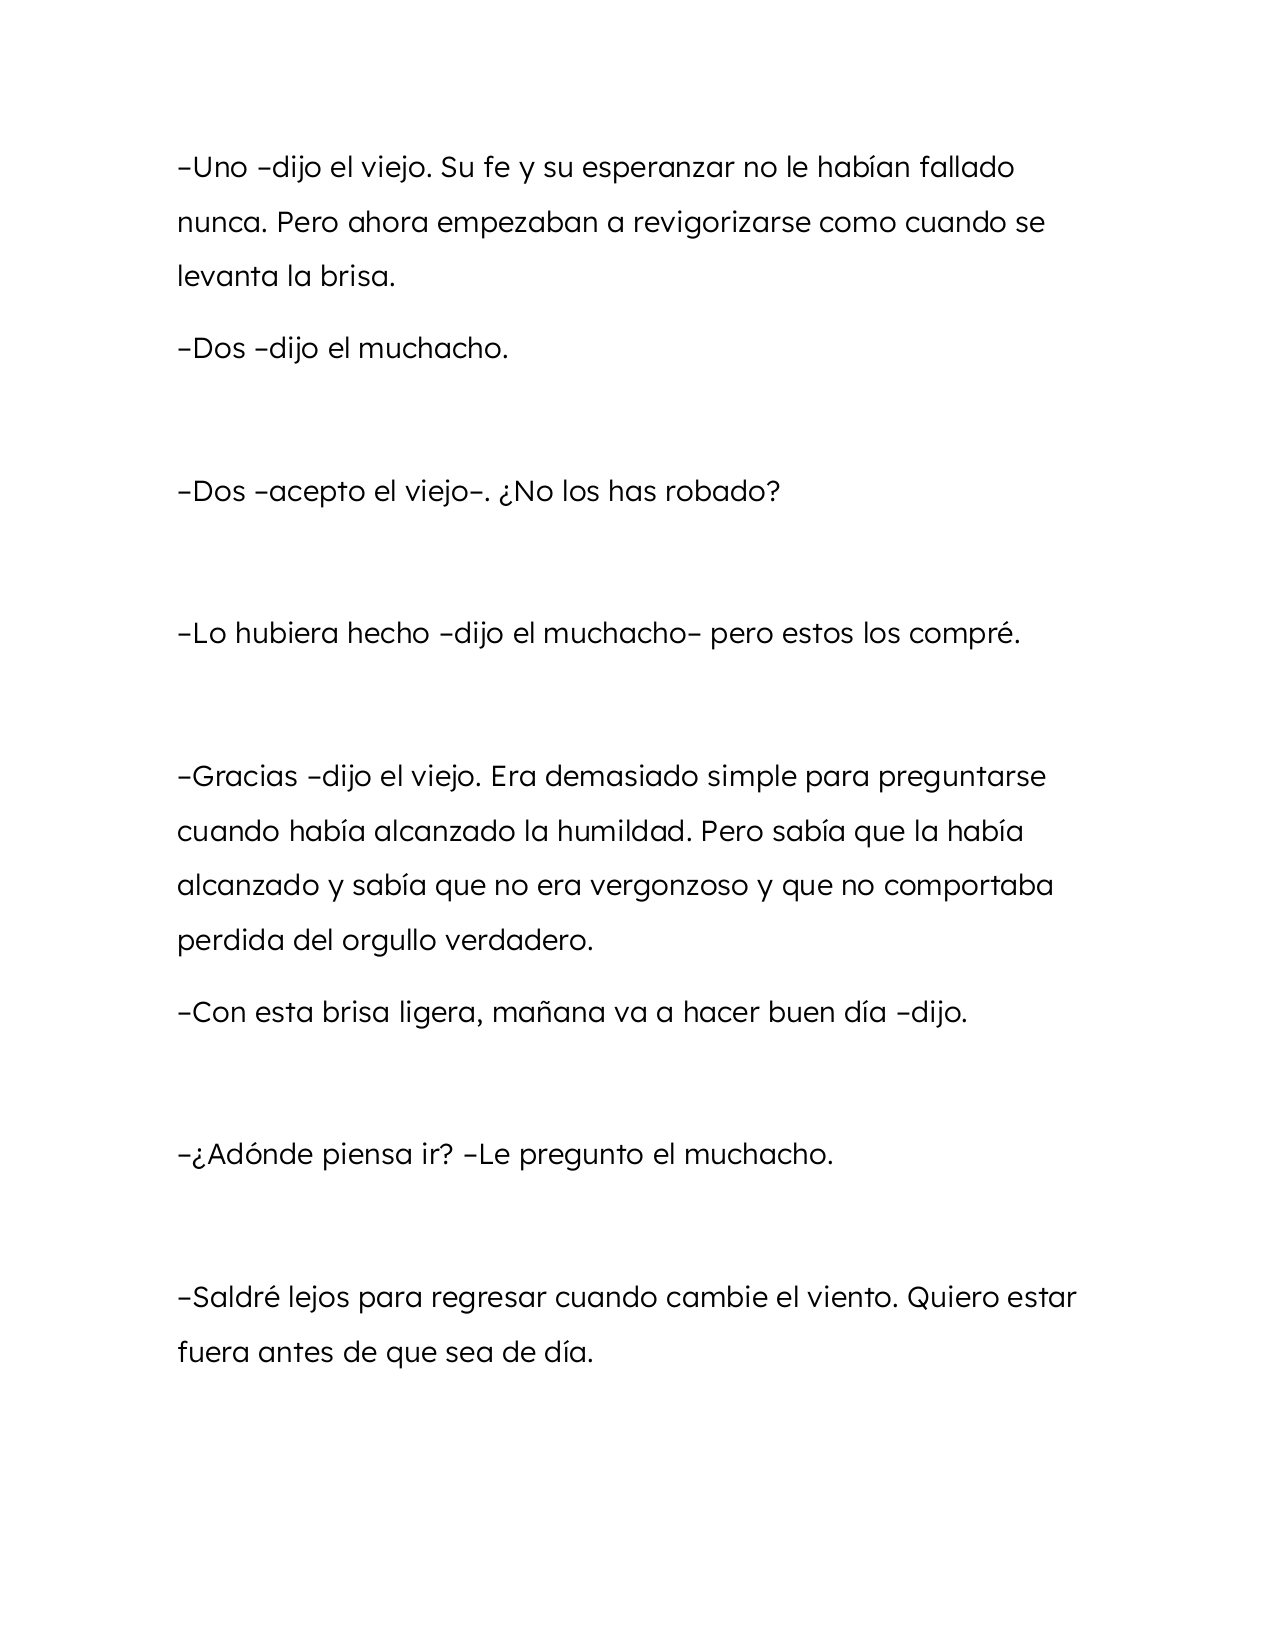 –Uno –dijo el viejo. Su fe y su esperanzar no le habían fallado
nunca. Pero ahora empezaban a revigorizarse como cuando se
levanta la brisa.
–Dos –dijo el muchacho.
–Dos –acepto el viejo–. ¿No los has robado?
–Lo hubiera hecho –dijo el muchacho– pero estos los compré.
–Gracias –dijo el viejo. Era demasiado simple para preguntarse
cuando había alcanzado la humildad. Pero sabía que la había
alcanzado y sabía que no era vergonzoso y que no comportaba
perdida del orgullo verdadero.
–Con esta brisa ligera, mañana va a hacer buen día –dijo.
–¿Adónde piensa ir? –Le pregunto el muchacho.
–Saldré lejos para regresar cuando cambie el viento. Quiero estar
fuera antes de que sea de día.